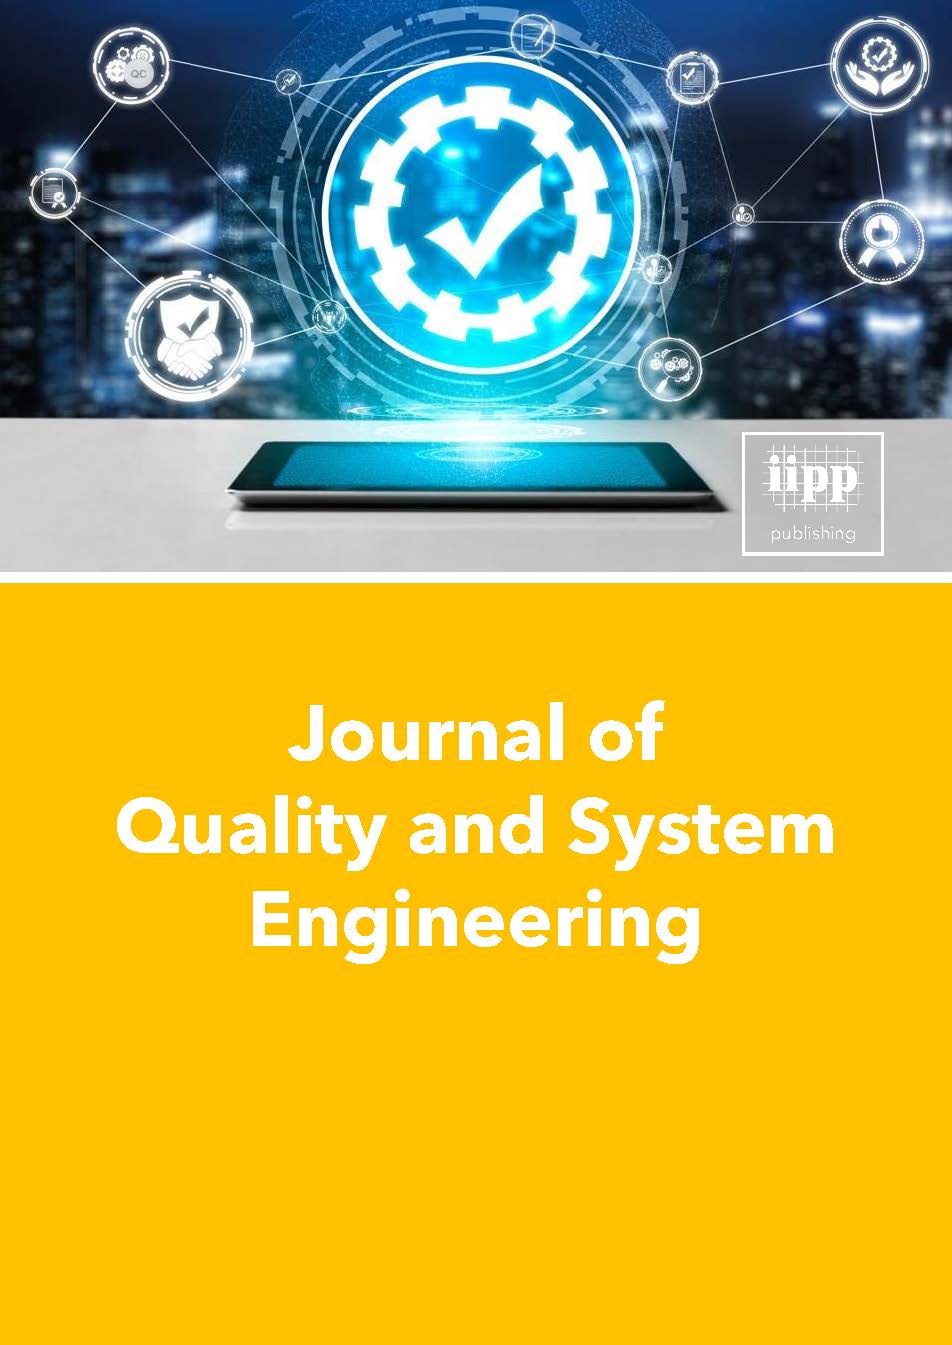 QC
iipp
publishing
Journal of
Quality and System
Engineering